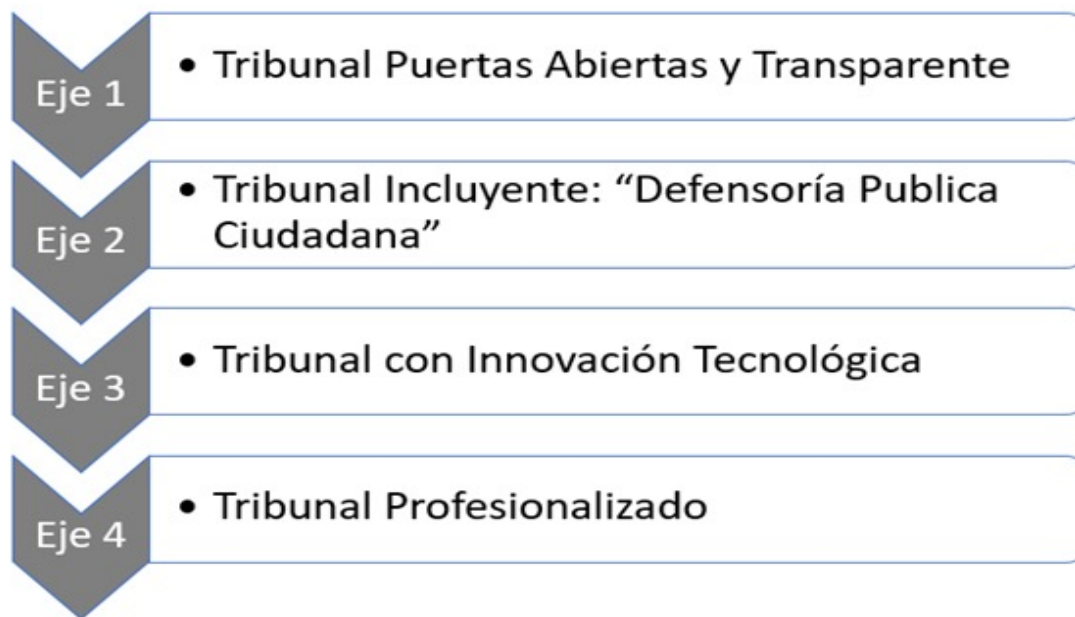 Eje 1
• Tribunal Puertas Abiertas y Transparente
Eje 2
• Tribunal Incluyente: “Defensoría Publica
Ciudadana”
Eje 3
• Tribunal con Innovación Tecnológica
Eje 4
• Tribunal Profesionalizado